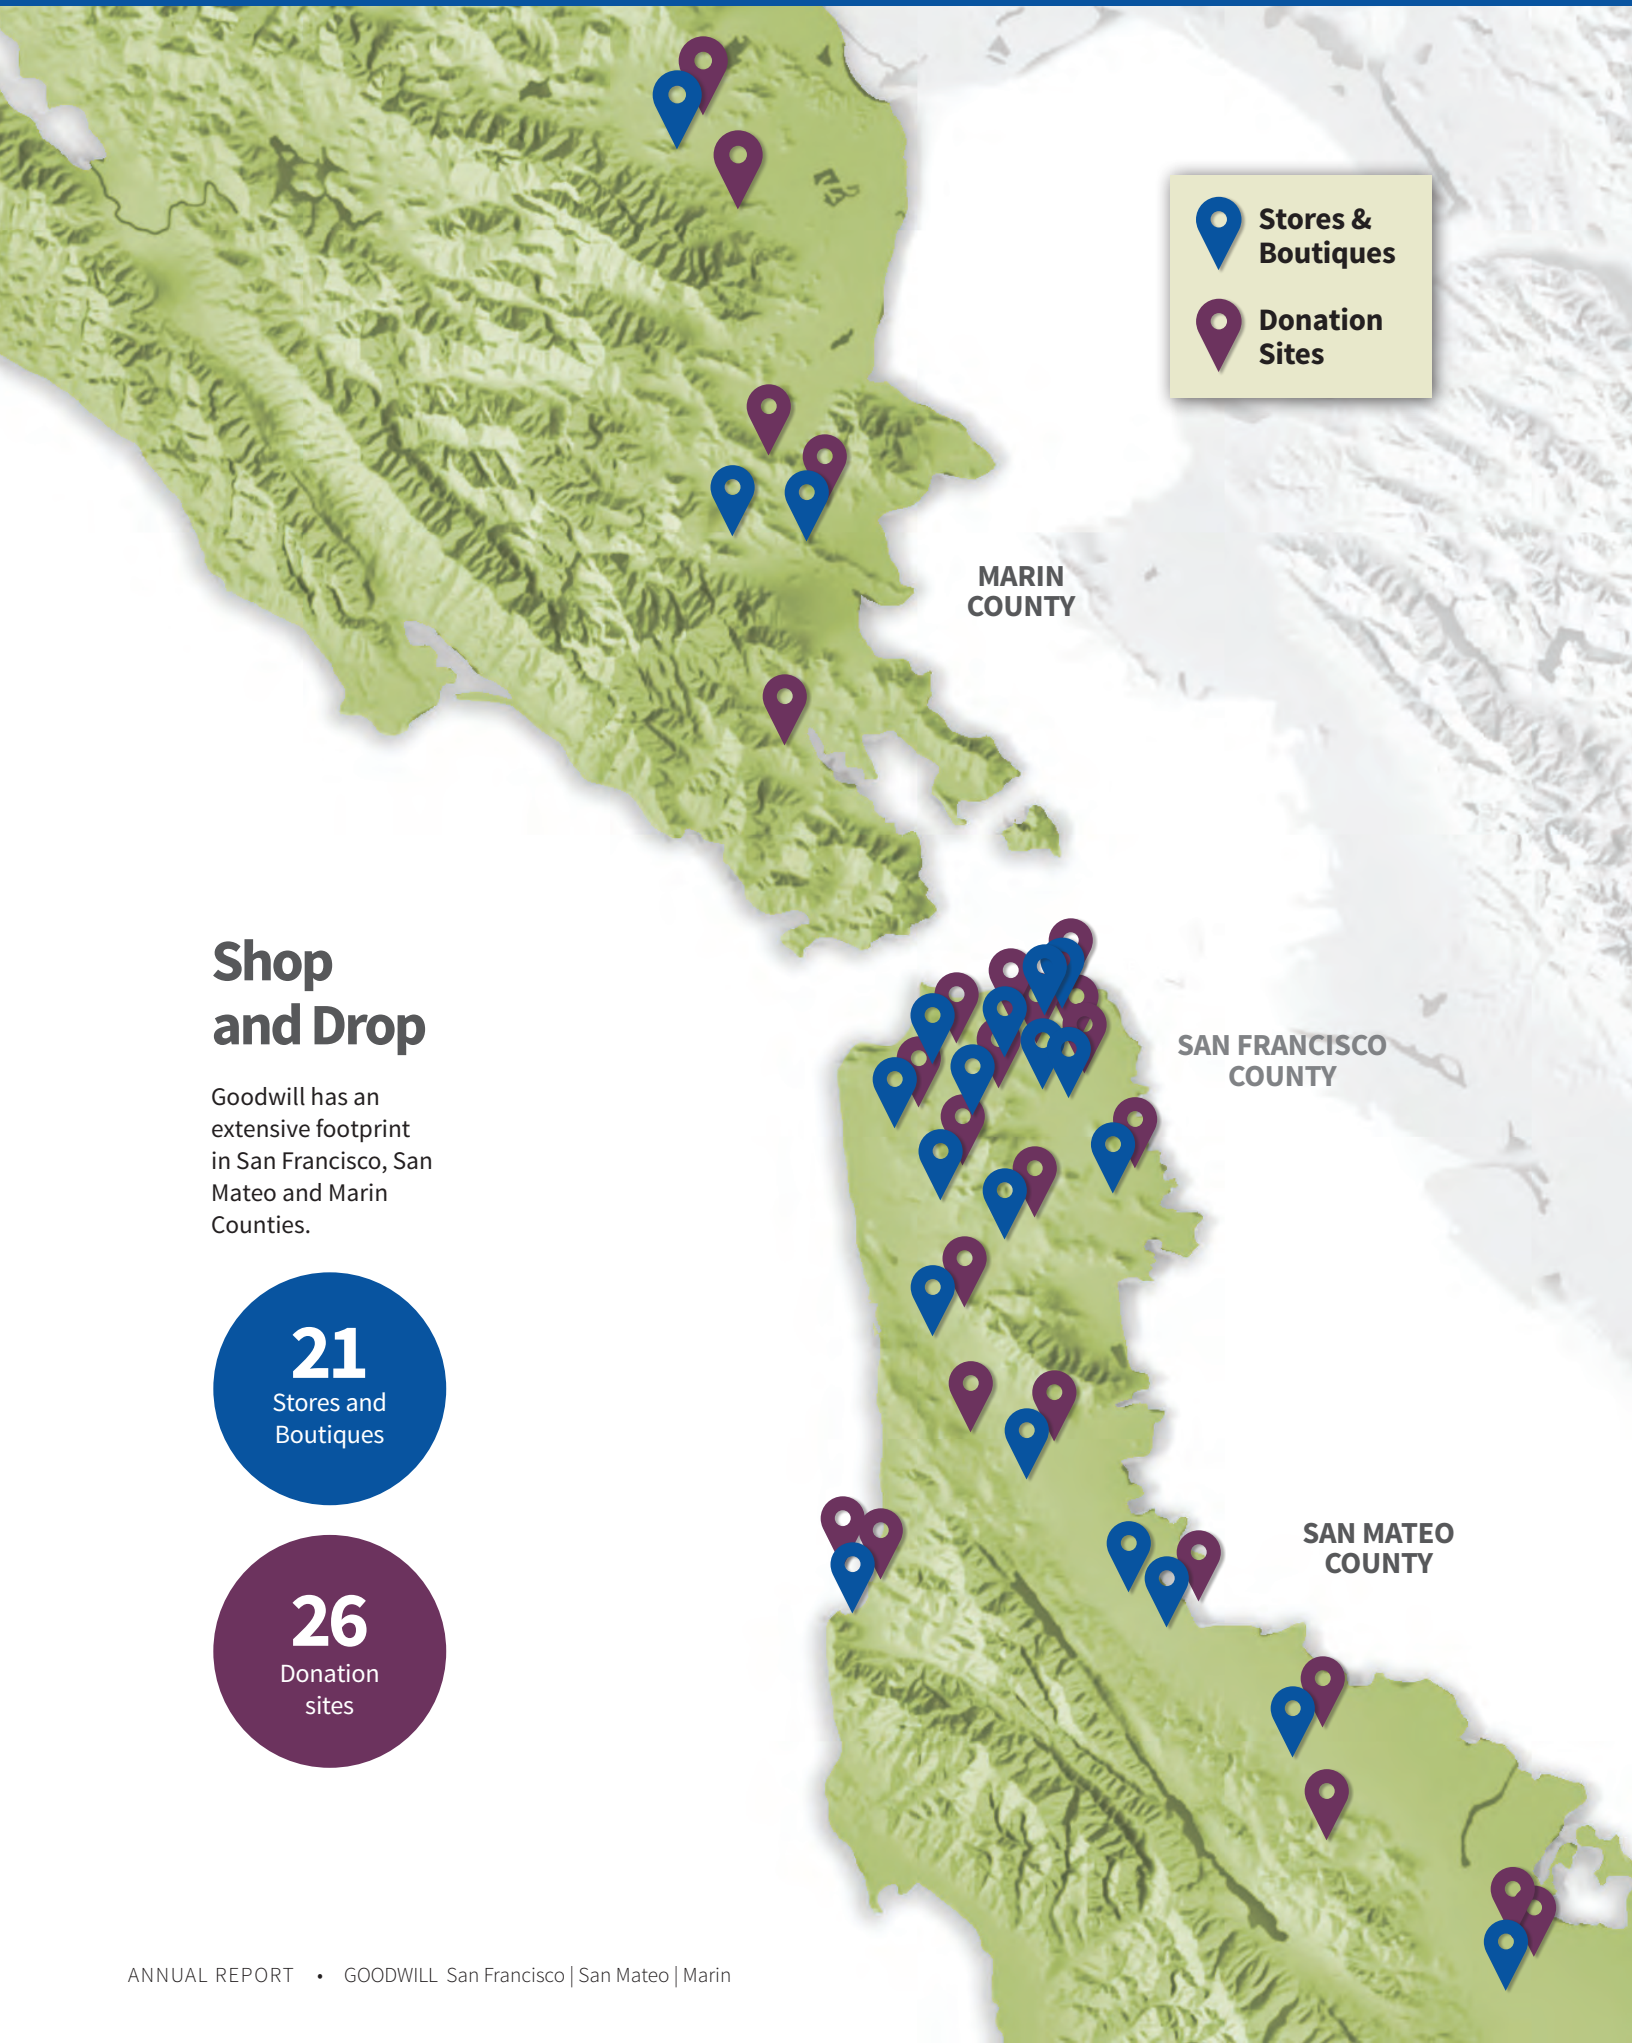 Stores &
Boutiques
Donation
Sites
MARIN
COUNTY
Shop
and Drop
Goodwill has an
extensive footprint
in San Francisco, San
Mateo and Marin
Counties.
SAN FRANCISCO
COUNTY
21
Stores and
Boutiques
26
Donation
sites
SAN MATEO
COUNTY
ANNUAL REPORT • GOODWILL San Francisco | San Mateo | Marin